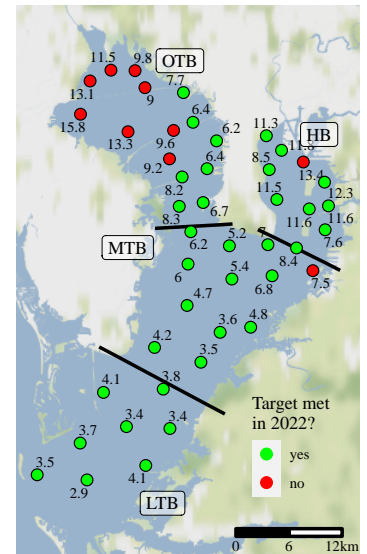 11.5 9.8 OTB
13.1 9 7.7
15.8 6.4
13.3 9.6 6.2 11.3 HB
11.8
9.2 6.4 8.5 13.4
8.2 11.5 12.3
8.3 6.7 11.6 11.6
MTB 6.2 5.2 7 7.6
8.4
6 5.4 6.8 7.5
4.7
3.6 4.8
4.2 3.5
4.1 3.8
3.7 3.4 3.4
3.5 2.9 4.1
LTB
Target met
in 2022?
yes
no
0 6 12km